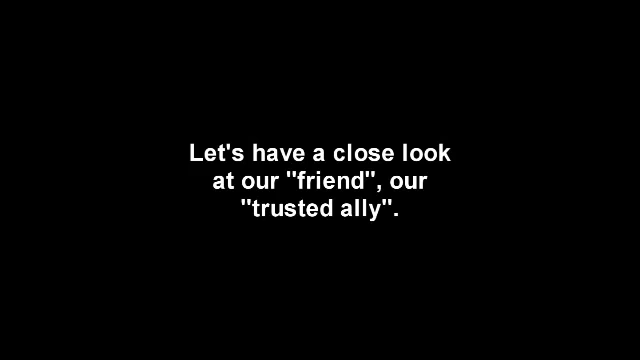 Let's have a close look
at our "friend", our
"trusted ally".